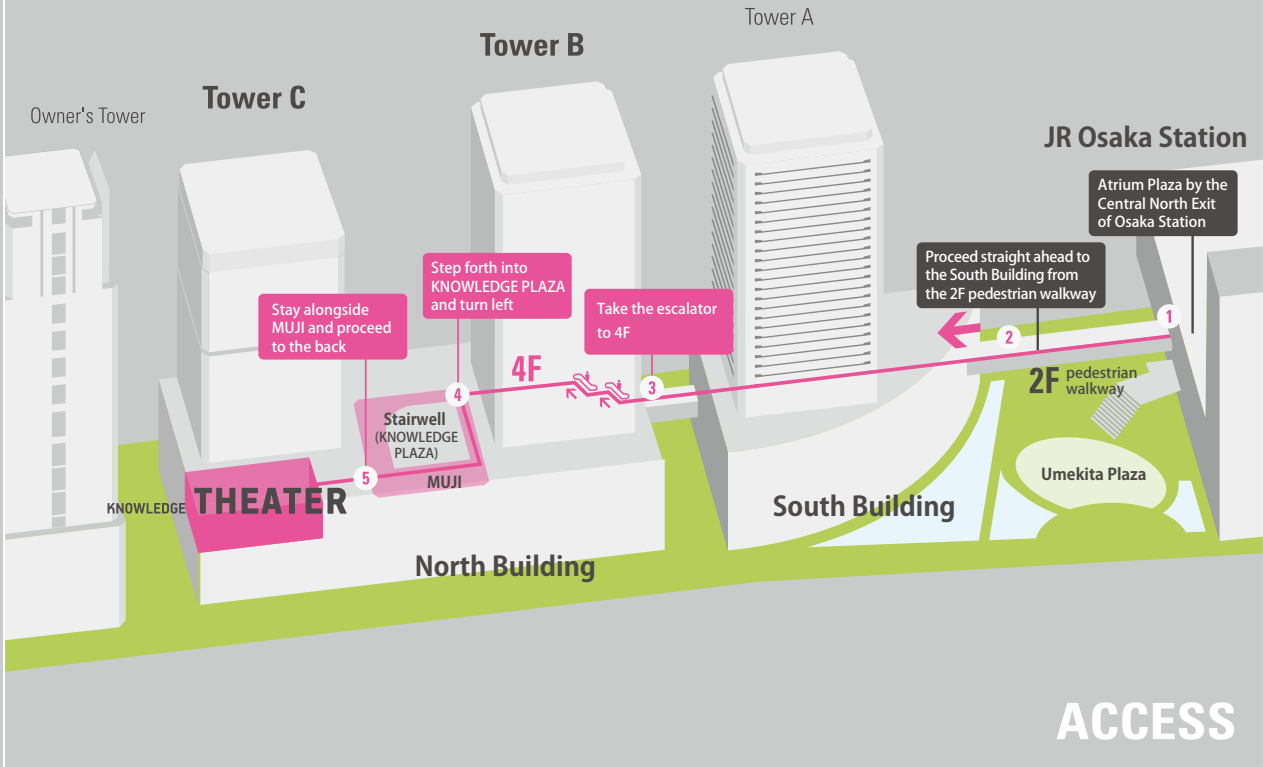 Tower A
Tower B
Tower C
Owner's Tower
JR Osaka Station
Atrium Plaza by the
Central North Exit
of Osaka Station
1
Proceed straight ahead to
the South Building from
the 2F pedestrian walkway
2
2F pedestrian
walkway
Umekita Plaza
South Building
Take the escalator
to 4F
3
4F
Step forth into
KNOWLEDGE PLAZA
and turn left
4
Stairwell
(KNOWLEDGE
PLAZA)
MUJI
Stay alongside
MUJI and proceed
to the back
5
KNOWLEDGE THEATER
North Building
ACCESS